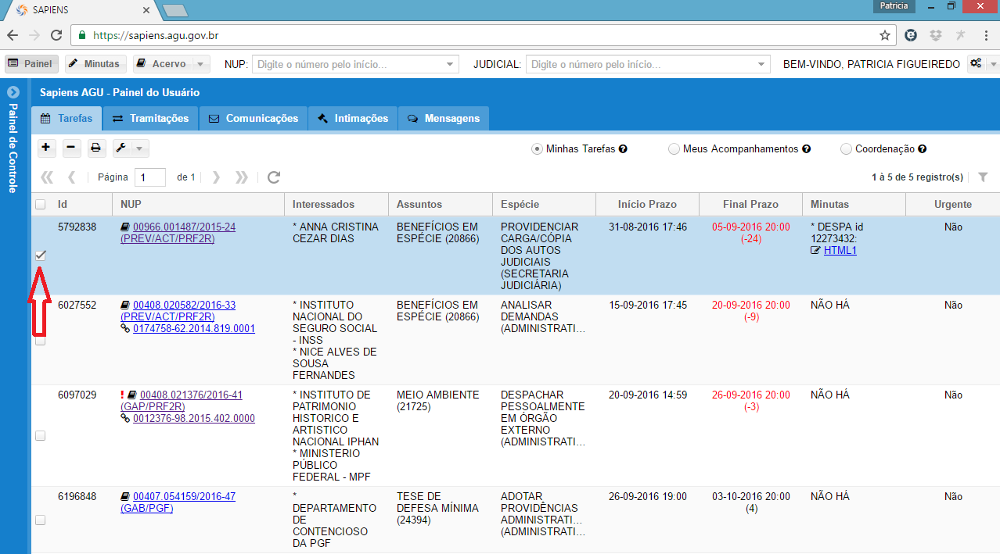 SAPIENS
Patricia
https://sapiens.agu.gov.br
Painel Minutas Acervo NUP: Digite o número pelo início... JUDICIAL: Digite o número pelo início... BEM-VINDO, PATRICIA FIGUEIREDO
Painel de Controle
Sapiens AGU - Painel do Usuário
Tarefas Tramitações Comunicações Intimações Mensagens
Minhas Tarefas Meus Acompanhamentos Coordenação
Página 1 de 1
1 à 5 de 5 registro(s)
Id NUP Interessados Assuntos Espécie Início Prazo Final Prazo Minutas Urgente
5792838 00966.001487/2015-24 * ANNA CRISTINA BENEFÍCIOS EM PROVIDENCIAR 31-08-2016 17:46 05-09-2016 20:00 * DESPA id Não
(PREV/ACT/PRF2R) CEZAR DIAS ESPÉCIE (20866) CARGA/CÓPIA (-24) 12273432:
DOS AUTOS HTML1
JUDICIAIS
(SECRETARIA
JUDICIÁRIA)
6027552 00408.020582/2016-33 * INSTITUTO BENEFÍCIOS EM ANALISAR 15-09-2016 17:45 20-09-2016 20:00 NÃO HÁ Não
(PREV/ACT/PRF2R) NACIONAL DO ESPÉCIE (20866) DEMANDAS (-9)
0174758-62.2014.819.0001 SEGURO SOCIAL (ADMINISTRATI...
- INSS
* NICE ALVES DE
SOUSA
FERNANDES
6097029 ! 00408.021376/2016-41 * INSTITUTO DE MEIO AMBIENTE DESPACHAR 20-09-2016 14:59 26-09-2016 20:00 NÃO HÁ Não
(GAP/PRF2R) PATRIMONIO (21725) PESSOALMENTE (-3)
0012376-98.2015.402.0000 HISTORICO E EM ÓRGÃO
ARTISTICO EXTERNO
NACIONAL IPHAN (ADMINISTRATI...
* MINISTERIO
PÚBLICO
FEDERAL - MPF
6196848 00407.054159/2016-47 * TESE DE ADOTAR 26-09-2016 19:00 03-10-2016 20:00 NÃO HÁ Não
(GAB/PGF) DEPARTAMENTO DEFESA MÍNIMA PROVIDÊNCIAS (4)
DE (24394) ADMINISTRATI...
CONTENCIOSO (ADMINISTRATI...
DA PGF